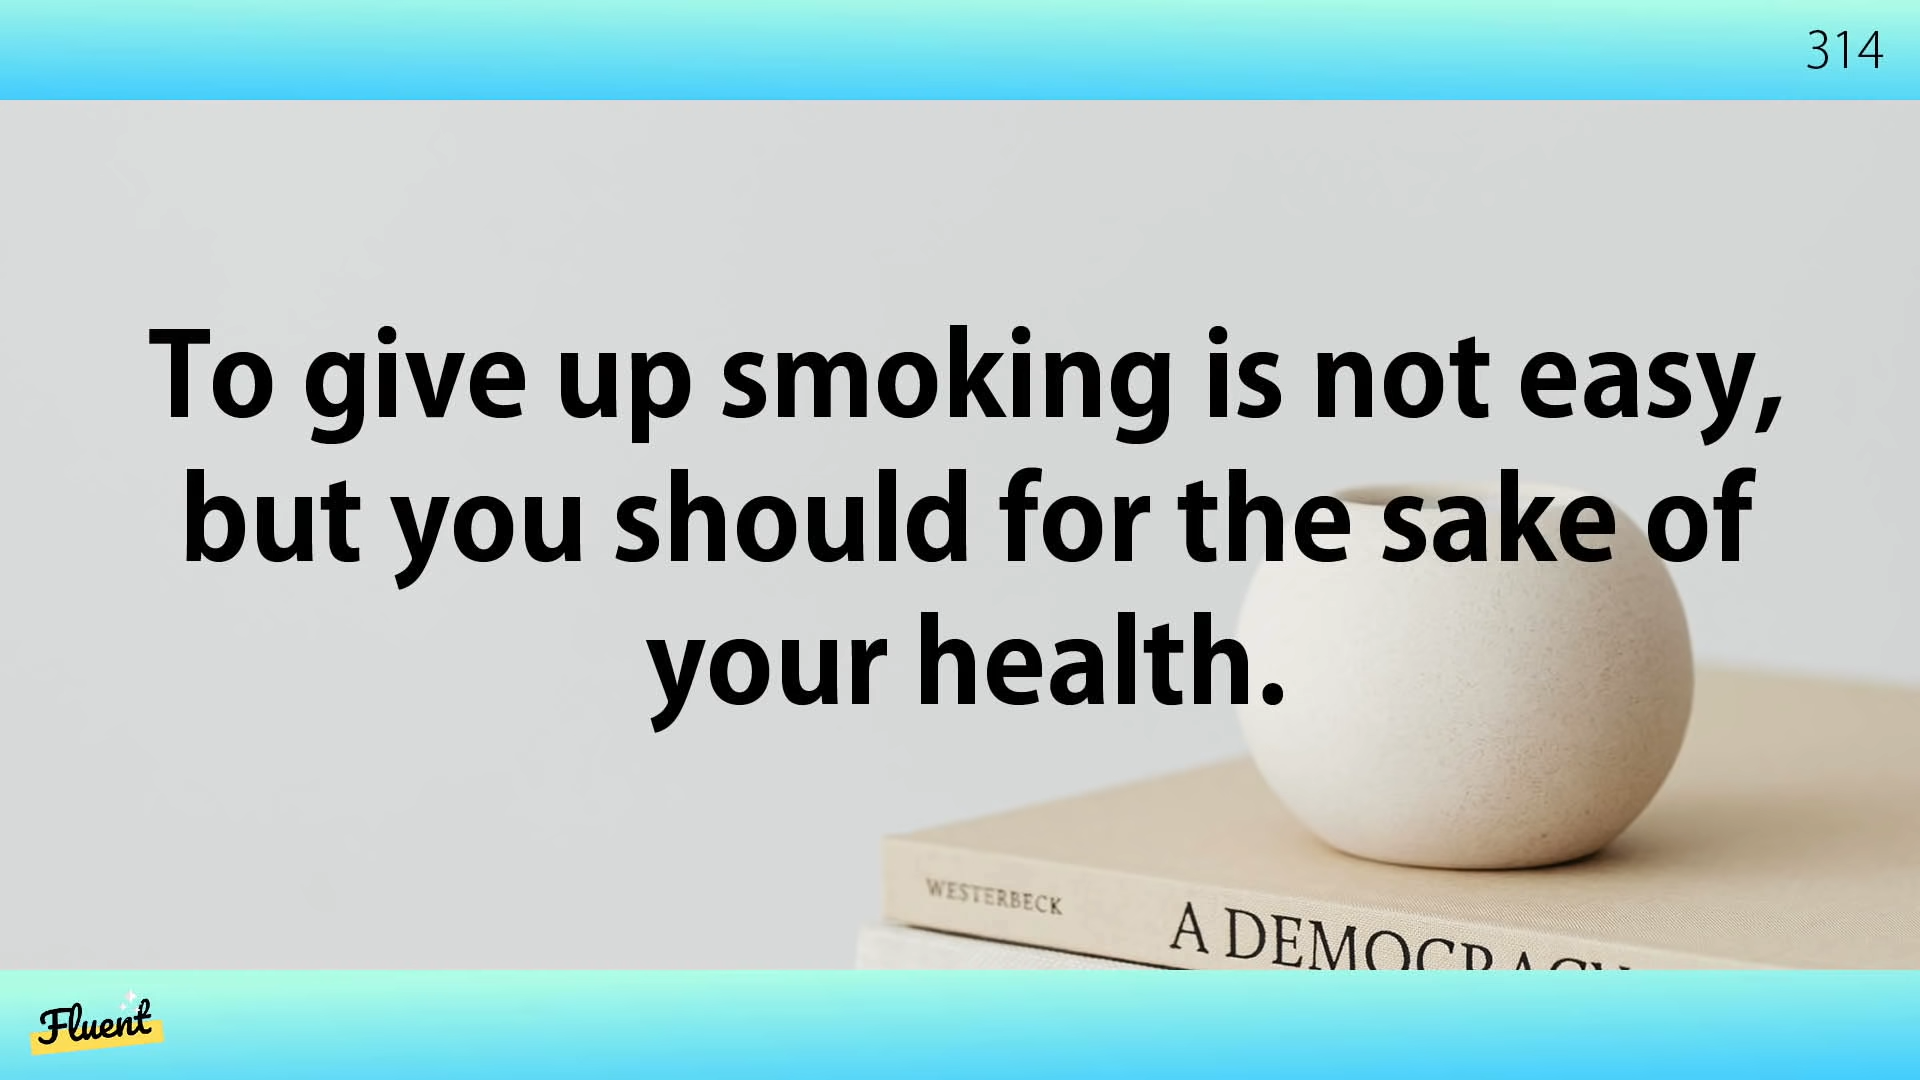 314
To give up smoking is not easy,
but you should for the sake of
your health.
WESTERBECK
A DEMOCRACY
Fluent